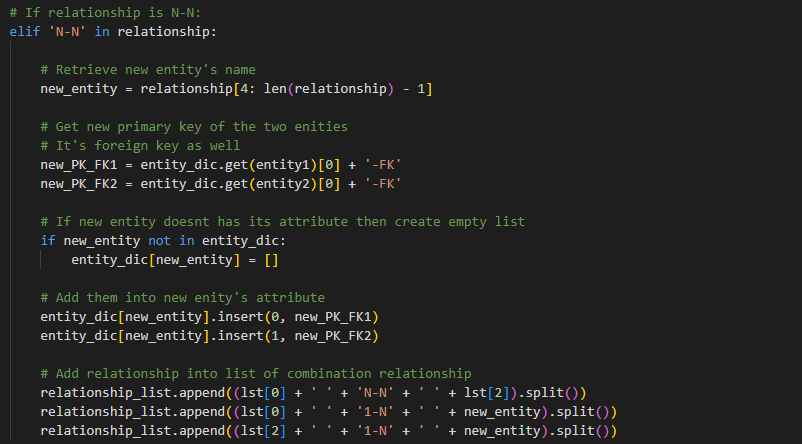 # If relationship is N-N:
elif 'N-N' in relationship:
# Retrieve new entity's name
new_entity = relationship[4: len(relationship) - 1]
# Get new primary key of the two enities
# It's foreign key as well
new_PK_FK1 = entity_dic.get(entity1)[0] + '-FK'
new_PK_FK2 = entity_dic.get(entity2)[0] + '-FK'
# If new entity doesnt has its attribute then create empty list
if new_entity not in entity_dic:
entity_dic[new_entity] = []
# Add them into new enity's attribute
entity_dic[new_entity].insert(0, new_PK_FK1)
entity_dic[new_entity].insert(1, new_PK_FK2)
# Add relationship into list of combination relationship
relationship_list.append((lst[0] + ' ' + 'N-N' + ' ' + lst[2]).split())
relationship_list.append((lst[0] + ' ' + '1-N' + ' ' + new_entity).split())
relationship_list.append((lst[2] + ' ' + '1-N' + ' ' + new_entity).split())